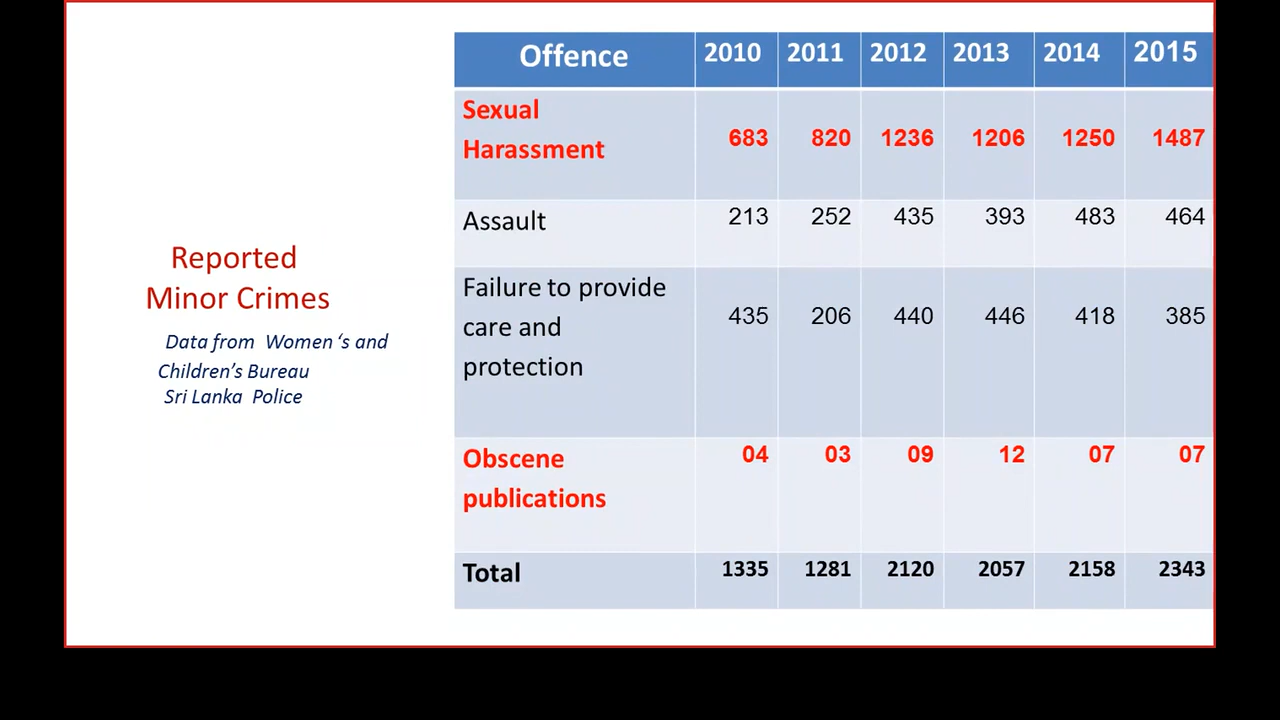 Reported
Minor Crimes
Data from Women ‘s and
Children’s Bureau
Sri Lanka Police
Offence 2010 2011 2012 2013 2014 2015
Sexual
Harassment 683 820 1236 1206 1250 1487
Assault 213 252 435 393 483 464
Failure to provide
care and 435 206 440 446 418 385
protection
Obscene 04 03 09 12 07 07
publications
Total 1335 1281 2120 2057 2158 2343